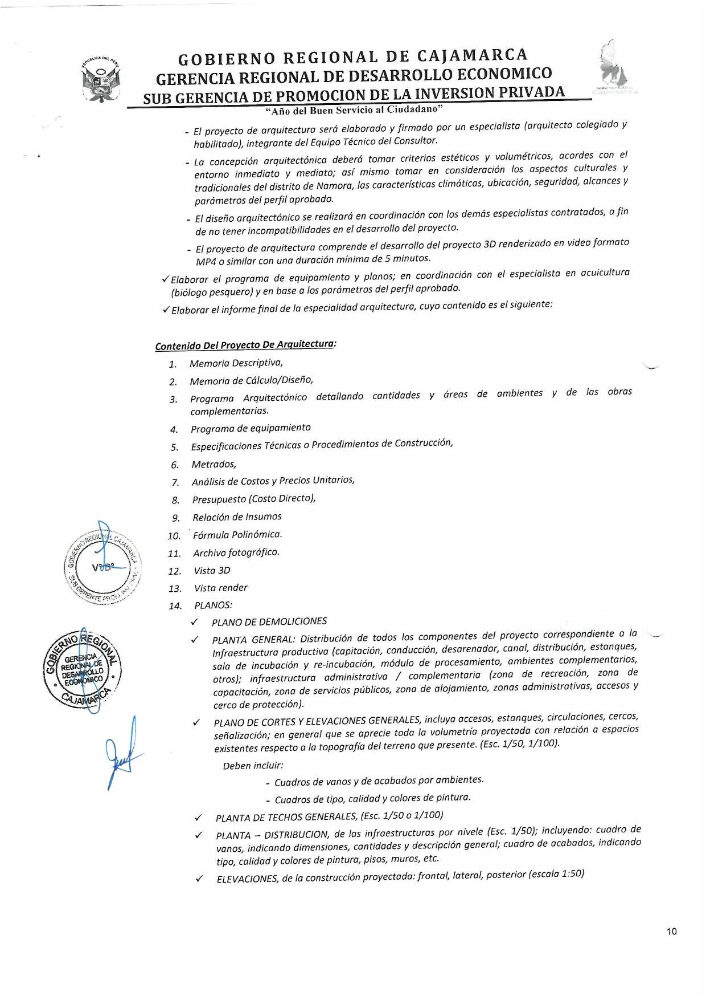 REPUBLICA DEL PERU
GOBIERNO REGIONAL DE CAJAMARCA
GERENCIA REGIONAL DE DESARROLLO ECONOMICO
SUB GERENCIA DE PROMOCION DE LA INVERSION PRIVADA
Cajamarca
“Año del Buen Servicio al Ciudadano”
- El proyecto de arquitectura será elaborado y firmado por un especialista (arquitecto colegiado y
habilitado), integrante del Equipo Técnico del Consultor.
- La concepción arquitectónica deberá tomar criterios estéticos y volumétricos, acordes con el
entorno inmediato y mediato; así mismo tomar en consideración los aspectos culturales y
tradicionales del distrito de Namora, las características climáticas, ubicación, seguridad, alcances y
parámetros del perfil aprobado.
- El diseño arquitectónico se realizará en coordinación con los demás especialistas contratados, a fin
de no tener incompatibilidades en el desarrollo del proyecto.
- El proyecto de arquitectura comprende el desarrollo del proyecto 3D renderizado en video formato
MP4 o similar con una duración mínima de 5 minutos.
✓ Elaborar el programa de equipamiento y planos; en coordinación con el especialista en acuicultura
(biólogo pesquero) y en base a los parámetros del perfil aprobado.
✓ Elaborar el informe final de la especialidad arquitectura, cuyo contenido es el siguiente:
Contenido Del Proyecto De Arquitectura:
1. Memoria Descriptiva,
2. Memoria de Cálculo/Diseño,
3. Programa Arquitectónico detallando cantidades y áreas de ambientes y de las obras
complementarias.
4. Programa de equipamiento
5. Especificaciones Técnicas o Procedimientos de Construcción,
6. Metrados,
7. Análisis de Costos y Precios Unitarios,
8. Presupuesto (Costo Directo),
9. Relación de Insumos
10. Fórmula Polinómica.
11. Archivo fotográfico.
12. Vista 3D
13. Vista render
14. PLANOS:
✓ PLANO DE DEMOLICIONES
✓ PLANTA GENERAL: Distribución de todos los componentes del proyecto correspondiente a la
Infraestructura productiva (capitación, conducción, desarenador, canal, distribución, estanques,
sala de incubación y re-incubación, módulo de procesamiento, ambientes complementarios,
otros); infraestructura administrativa / complementaria (zona de recreación, zona de
capacitación, zona de servicios públicos, zona de alojamiento, zonas administrativas, accesos y
cerco de protección).
✓ PLANO DE CORTES Y ELEVACIONES GENERALES, incluya accesos, estanques, circulaciones, cercos,
señalización; en general que se aprecie toda la volumetría proyectada con relación a espacios
existentes respecto a la topografía del terreno que presente. (Esc. 1/50, 1/100).
Deben incluir:
- Cuadros de vanos y de acabados por ambientes.
- Cuadros de tipo, calidad y colores de pintura.
✓ PLANTA DE TECHOS GENERALES, (Esc. 1/50 o 1/100)
✓ PLANTA – DISTRIBUCION, de las infraestructuras por nivele (Esc. 1/50); incluyendo: cuadro de
vanos, indicando dimensiones, cantidades y descripción general; cuadro de acabados, indicando
tipo, calidad y colores de pintura, pisos, muros, etc.
✓ ELEVACIONES, de la construcción proyectada: frontal, lateral, posterior (escala 1:50)
GOBIERNO REGIONAL CAJAMARCA
V°B°
SUB GERENTE
GOBIERNO REGIONAL
GERENCIA
REGIONAL DE
DESARROLLO
ECONOMICO
CAJAMARCA
10